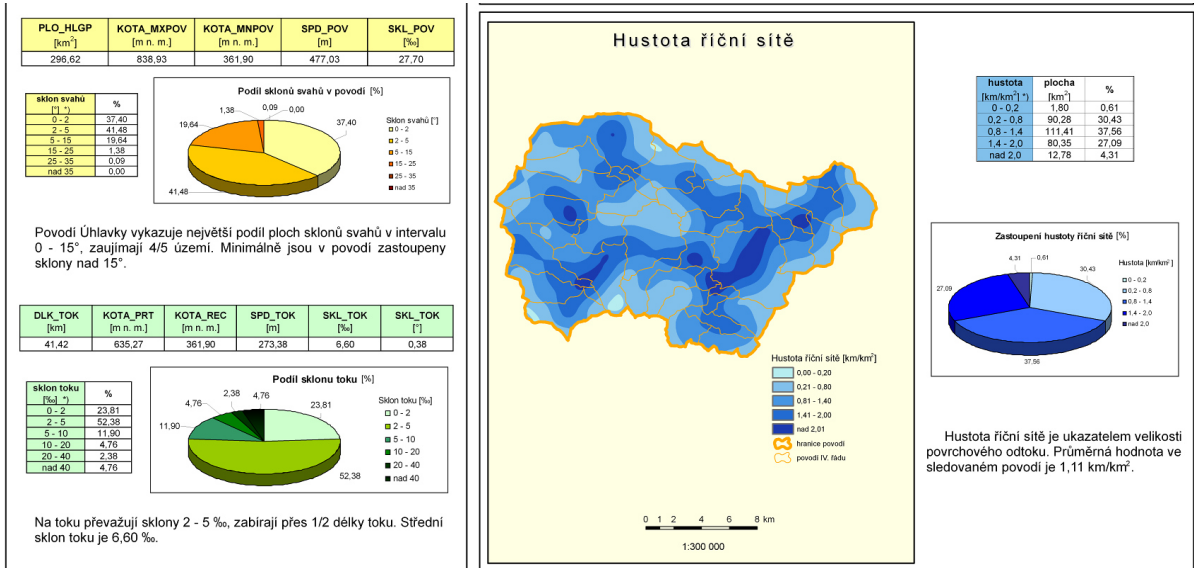 PLO_HLGP KOTA_MXPOV KOTA_MNPOV SPD_POV SKL_POV
[km²] [m n. m.] [m n. m.] [m] [‰]
296,62 838,93 361,90 477,03 27,70
sklon svahů %
[°] *)
0 - 2 37,40
2 - 5 41,48
5 - 15 19,64
15 - 25 1,38
25 - 35 0,09
nad 35 0,00
Podíl sklonů svahů v povodí [%]
1,38
0,09
0,00
19,64
37,40
41,48
Sklon svahů [°]
0 - 2
2 - 5
5 - 15
15 - 25
25 - 35
nad 35
Povodí Úhlavky vykazuje největší podíl ploch sklonů svahů v intervalu
0 - 15°, zaujímají 4/5 území. Minimálně jsou v povodí zastoupeny
sklony nad 15°.
DLK_TOK KOTA_PRT KOTA_REC SPD_TOK SKL_TOK SKL_TOK
[km] [m n. m.] [m n. m.] [m] [‰] [°]
41,42 635,27 361,90 273,38 6,60 0,38
sklon toku %
[‰] *)
0 - 2 23,81
2 - 5 52,38
5 - 10 11,90
10 - 20 4,76
20 - 40 2,38
nad 40 4,76
Podíl sklonu toku [%]
2,38
4,76
4,76
23,81
11,90
52,38
Sklon toku [‰]
0 - 2
2 - 5
5 - 10
10 - 20
20 - 40
nad 40
Na toku převažují sklony 2 - 5 ‰, zabírají přes 1/2 délky toku. Střední
sklon toku je 6,60 ‰.
Hustota říční sítě
Hustota říční sítě [km/km²]
0,00 - 0,20
0,21 - 0,80
0,81 - 1,40
1,41 - 2,00
nad 2,01
hranice povodí
povodí IV. řádu
0 1 2 4 6 8 km
1:300 000
hustota plocha %
[km/km²] *) [km²]
0 - 0,2 1,80 0,61
0,2 - 0,8 90,28 30,43
0,8 - 1,4 111,41 37,56
1,4 - 2,0 80,35 27,09
nad 2,0 12,78 4,31
Zastoupení hustoty říční sítě [%]
4,31
0,61
30,43
27,09
37,56
Hustota [km/km²]
0 - 0,2
0,2 - 0,8
0,8 - 1,4
1,4 - 2,0
nad 2,0
Hustota říční sítě je ukazatelem velikosti
povrchového odtoku. Průměrná hodnota ve
sledovaném povodí je 1,11 km/km².